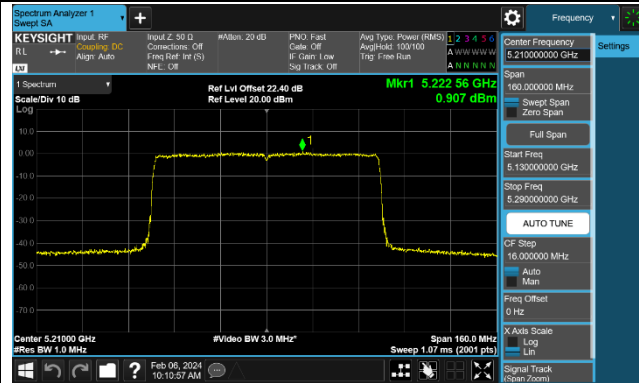 Spectrum Analyzer 1
Swept SA
Frequency
KEYSIGHT
RL
LXI
Input: RF
Coupling: DC
Align: Auto
Input Z: 50 Ω
Corrections: Off
Freq Ref: Int (S)
NFE: Off
#Atten: 20 dB
PNO: Fast
Gate: Off
IF Gain: Low
Sig Track: Off
Avg Type: Power (RMS)
Avg|Hold: 100/100
Trig: Free Run
1 2 3 4 5 6
A W W W W W
A N N N N N
1 Spectrum
Scale/Div 10 dB
Log
Ref Lvl Offset 22.40 dB
Ref Level 20.00 dBm
Mkr1 5.222 56 GHz
0.907 dBm
1
10.0
0.00
-10.0
-20.0
-30.0
-40.0
-50.0
-60.0
-70.0
Center 5.21000 GHz
#Res BW 1.0 MHz
#Video BW 3.0 MHz*
Span 160.0 MHz
Sweep 1.07 ms (2001 pts)
Feb 06, 2024
10:10:57 AM
Center Frequency
5.210000000 GHz
Span
160.000000 MHz
Swept Span
Zero Span
Full Span
Start Freq
5.130000000 GHz
Stop Freq
5.290000000 GHz
AUTO TUNE
CF Step
16.000000 MHz
Auto
Man
Freq Offset
0 Hz
X Axis Scale
Log
Lin
Signal Track
(Span Zoom)
Settings